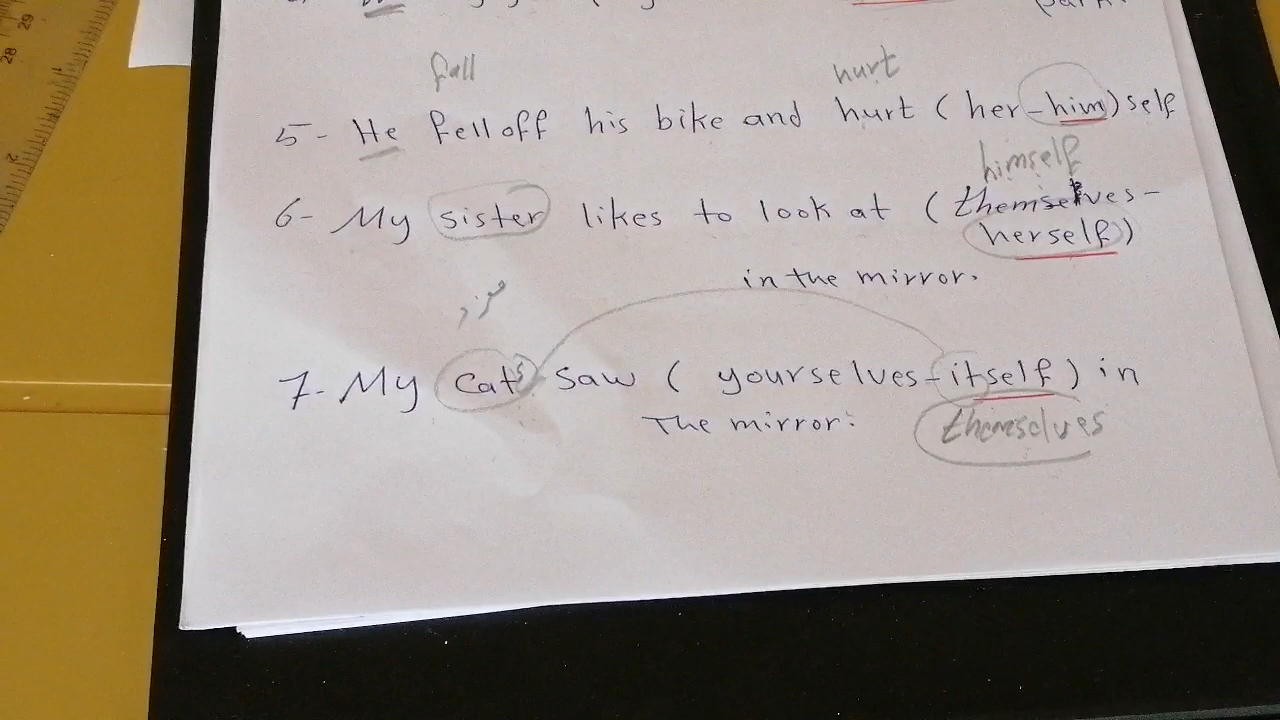 fall hurt
5- He fell off his bike and hurt (her-him) self
himself
6- My sister likes to look at (themselves-
herself)
in the mirror.
مفرد
7- My cats saw ( yourselves-itself) in
The mirror.
themselves